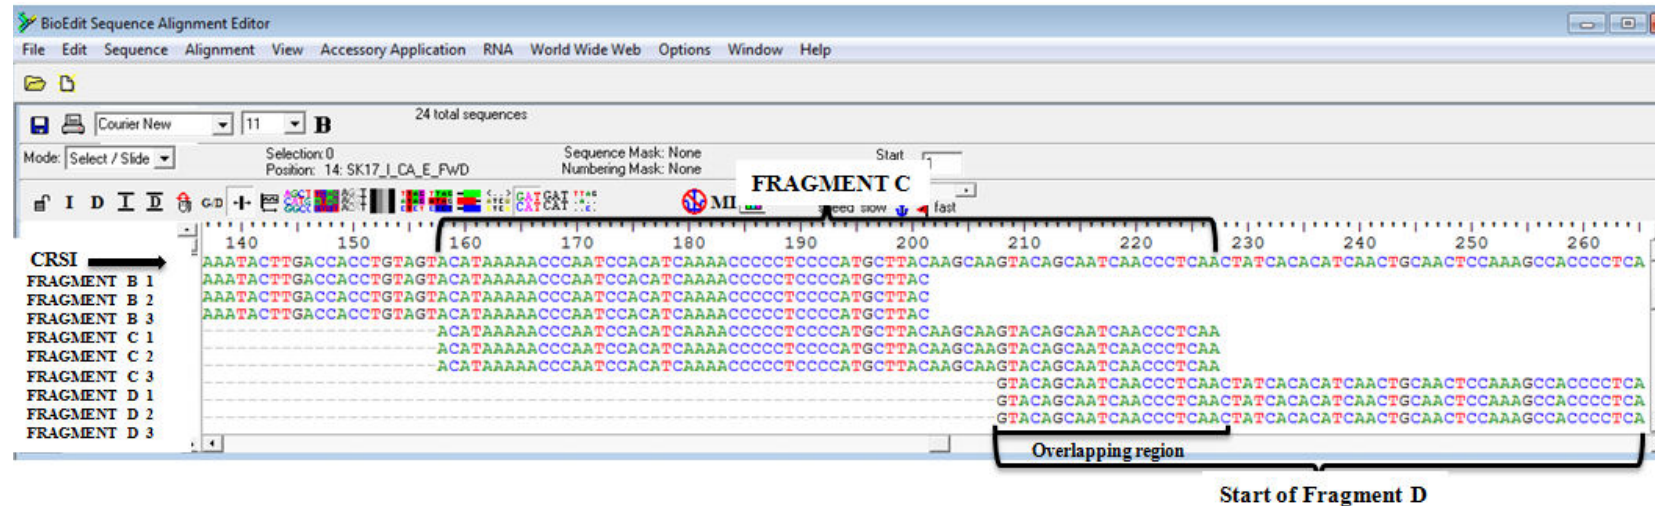 BioEdit Sequence Alignment Editor
File Edit Sequence Alignment View Accessory Application RNA World Wide Web Options Window Help
Courier New 11 B 24 total sequences
Mode: Select / Slide Selection: 0 Sequence Mask: None Start
Position: 14: SK17_I_CA_E_FWD Numbering Mask: None 1
FRAGMENT C
I D I D G/D MI speed slow fast
140 150 160 170 180 190 200 210 220 230 240 250 260
CRSI AAATACTTGACCACCTGTAGTACATAAAAACCCAATCCACATCAAAACCCCCTCCCCATGCTTACAAGCAAGTACAGCAATCAACCCTCAACTATCACACATCAACTGCAACTCCAAAGCCACCCCTCA
FRAGMENT B 1 AAATACTTGACCACCTGTAGTACATAAAAACCCAATCCACATCAAAACCCCCTCCCCATGCTTAC
FRAGMENT B 2 AAATACTTGACCACCTGTAGTACATAAAAACCCAATCCACATCAAAACCCCCTCCCCATGCTTAC
FRAGMENT B 3 AAATACTTGACCACCTGTAGTACATAAAAACCCAATCCACATCAAAACCCCCTCCCCATGCTTAC
FRAGMENT C 1 ACATAAAAACCCAATCCACATCAAAACCCCCTCCCCATGCTTACAAGCAAGTACAGCAATCAACCCTCAA
FRAGMENT C 2 ACATAAAAACCCAATCCACATCAAAACCCCCTCCCCATGCTTACAAGCAAGTACAGCAATCAACCCTCAA
FRAGMENT C 3 ACATAAAAACCCAATCCACATCAAAACCCCCTCCCCATGCTTACAAGCAAGTACAGCAATCAACCCTCAA
FRAGMENT D 1 GTACAGCAATCAACCCTCAACTATCACACATCAACTGCAACTCCAAAGCCACCCCTCA
FRAGMENT D 2 GTACAGCAATCAACCCTCAACTATCACACATCAACTGCAACTCCAAAGCCACCCCTCA
FRAGMENT D 3 GTACAGCAATCAACCCTCAACTATCACACATCAACTGCAACTCCAAAGCCACCCCTCA
Overlapping region
Start of Fragment D